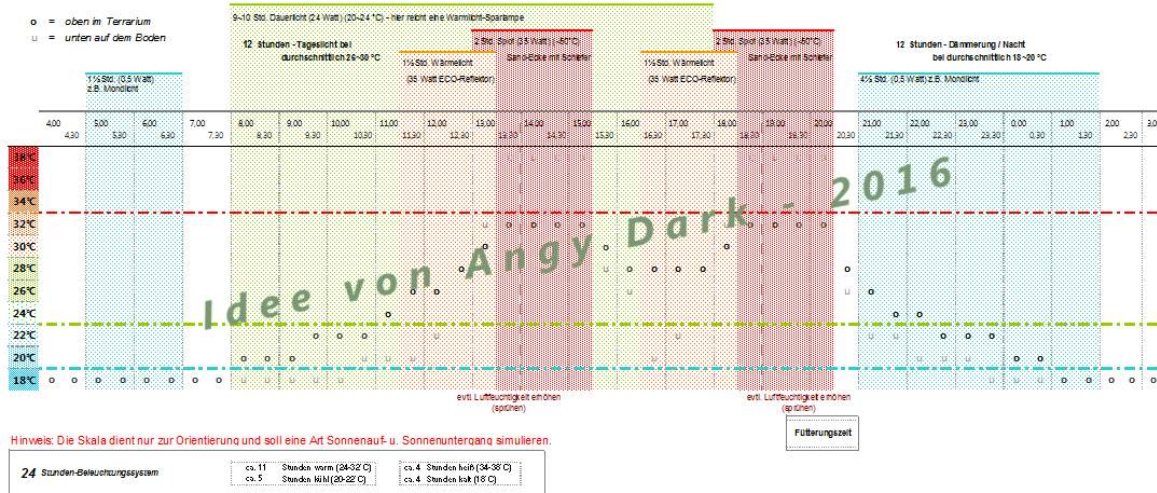 o = oben im Terrarium
u = unten auf dem Boden
9-10 Std. Dauerlicht (24 Watt) (20-24 °C) - hier reicht eine Warmlicht-Sparlampe
12 Stunden - Tageslicht bei
durchschnittlich 26-30 °C
2 Std. Spot (35 Watt) (~50°C)
Sand-Ecke mit Schiefer
1½ Std. Wärmelicht
(35 Watt ECO-Reflektor)
2 Std. Spot (35 Watt) (~50°C)
Sand-Ecke mit Schiefer
1½ Std. Wärmelicht
(35 Watt ECO-Reflektor)
12 Stunden - Dämmerung / Nacht
bei durchschnittlich 18-20 °C
1½ Std. (0,5 Watt)
z.B. Mondlicht
4½ Std. (0,5 Watt) z.B. Mondlicht
4,00 5,00 6,00 7,00 8,00 9,00 10,00 11,00 12,00 13,00 14,00 15,00 16,00 17,00 18,00 19,00 20,00 21,00 22,00 23,00 0,00 1,00 2,00 3,0
4,30 5,30 6,30 7,30 8,30 9,30 10,30 11,30 12,30 13,30 14,30 15,30 16,30 17,30 18,30 19,30 20,30 21,30 22,30 23,30 0,30 1,30 2,30
38°C
36°C
34°C
32°C
30°C
28°C
26°C
24°C
22°C
20°C
18°C
Idee von Angy Dark - 2016
evtl. Luftfeuchtigkeit erhöhen
(sprühen)
evtl. Luftfeuchtigkeit erhöhen
(sprühen)
Fütterungszeit
Hinweis: Die Skala dient nur zur Orientierung und soll eine Art Sonnenauf- u. Sonnenuntergang simulieren.
24 Stunden-Beleuchtungssystem
ca. 11 Stunden warm (24-32°C)
ca. 5 Stunden kühl (20-22°C)
ca. 4 Stunden heiß (34-38°C)
ca. 4 Stunden kalt (18°C)